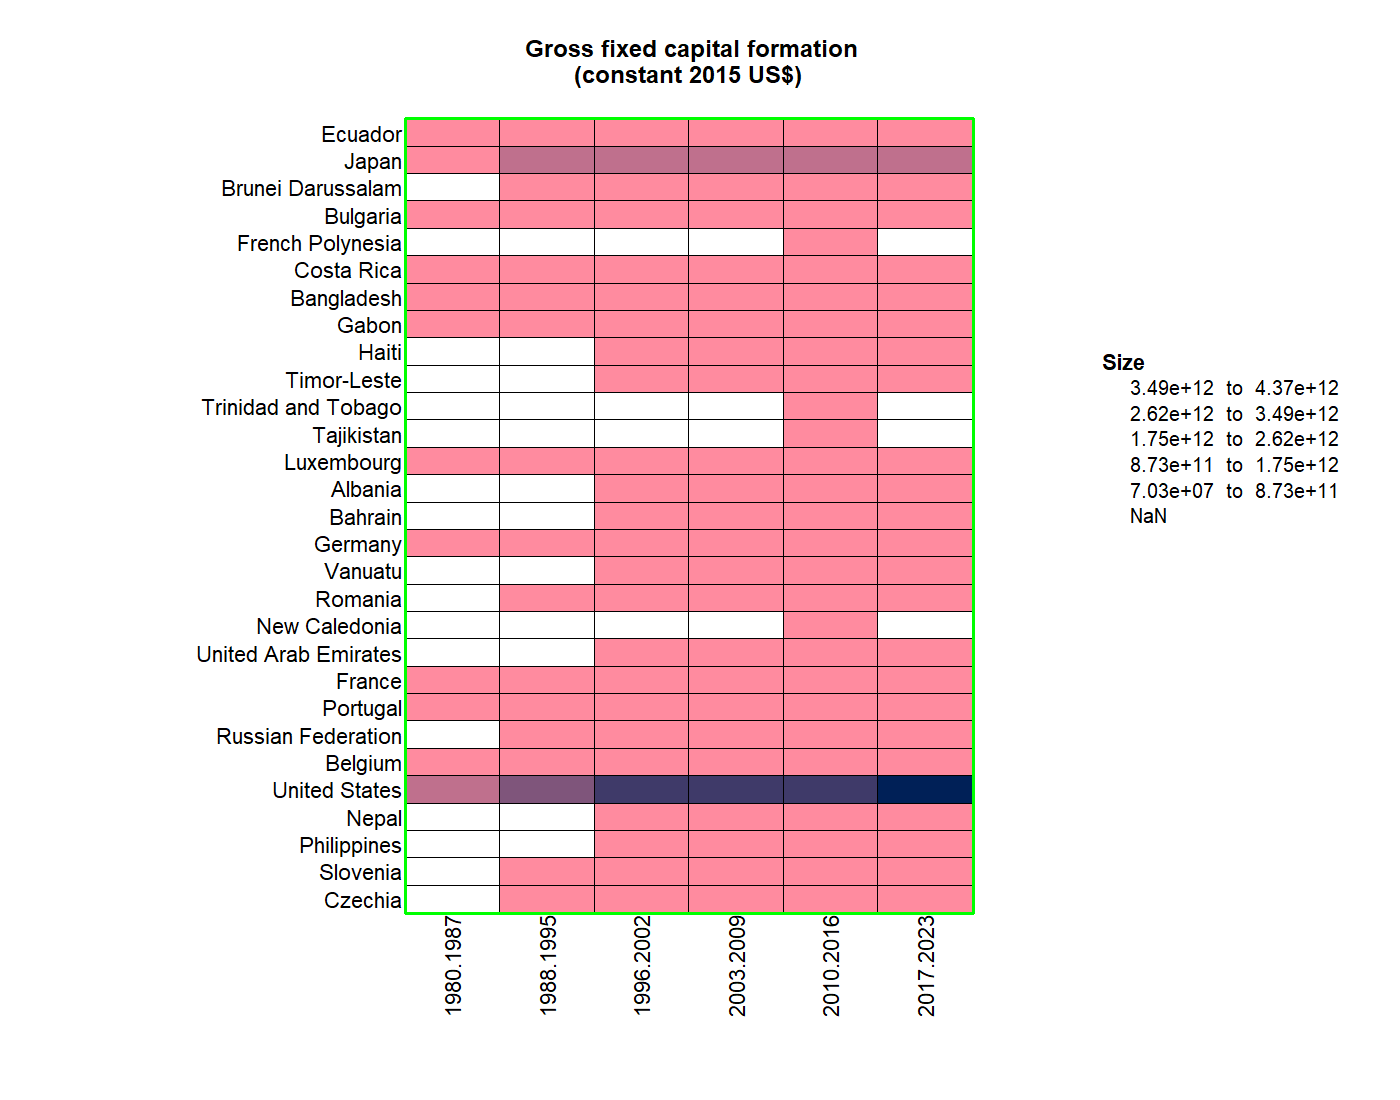 Gross fixed capital formation
(constant 2015 US$)
Ecuador
Japan
Brunei Darussalam
Bulgaria
French Polynesia
Costa Rica
Bangladesh
Gabon
Haiti
Timor-Leste
Trinidad and Tobago
Tajikistan
Luxembourg
Albania
Bahrain
Germany
Vanuatu
Romania
New Caledonia
United Arab Emirates
France
Portugal
Russian Federation
Belgium
United States
Nepal
Philippines
Slovenia
Czechia
1980.1987
1988.1995
1996.2002
2003.2009
2010.2016
2017.2023
Size
3.49e+12 to 4.37e+12
2.62e+12 to 3.49e+12
1.75e+12 to 2.62e+12
8.73e+11 to 1.75e+12
7.03e+07 to 8.73e+11
NaN